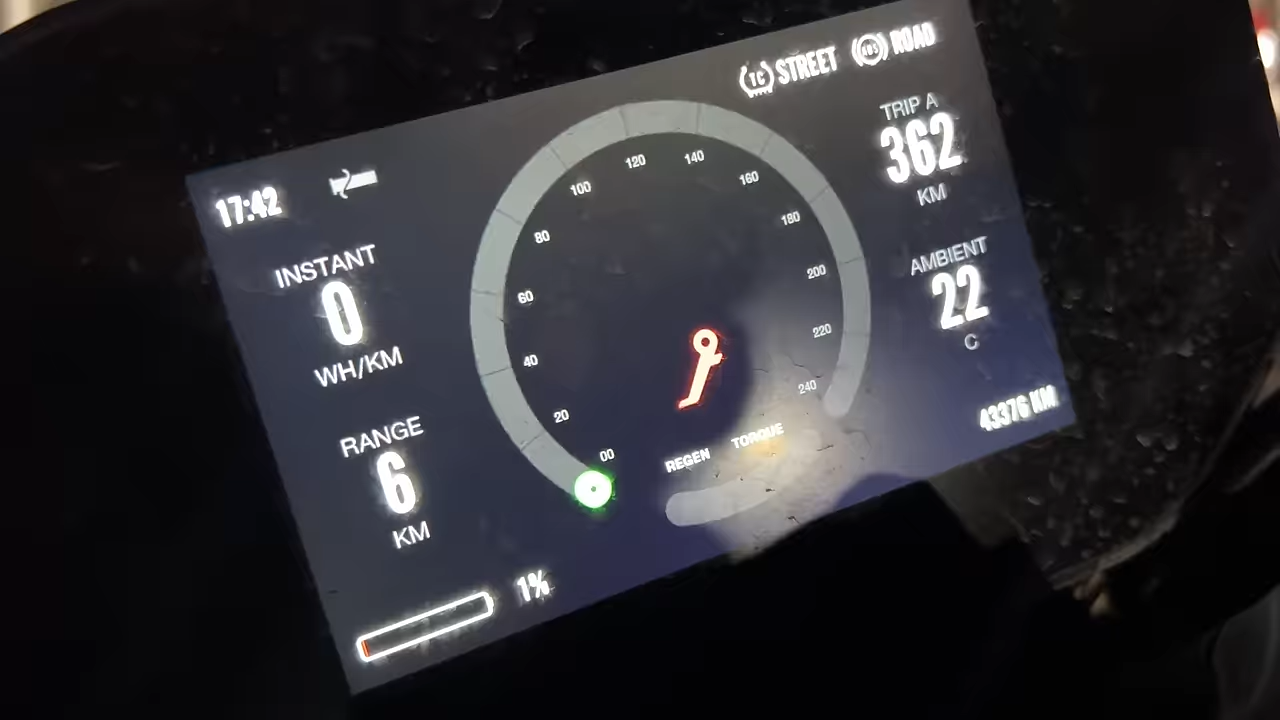 TC STREET ABS ROAD
17:42
INSTANT
0
WH/KM
RANGE
6
KM
1%
00
20
40
60
80
100
120
140
160
180
200
220
240
REGEN TORQUE
TRIP A
362
KM
AMBIENT
22
C
43376 KM